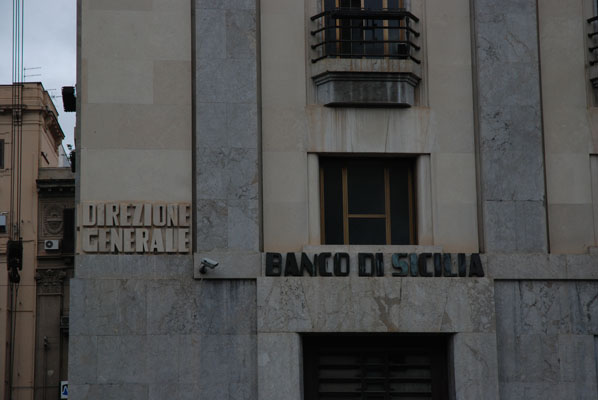 DIREZIONE
GENERALE
BANCO DI SICILIA